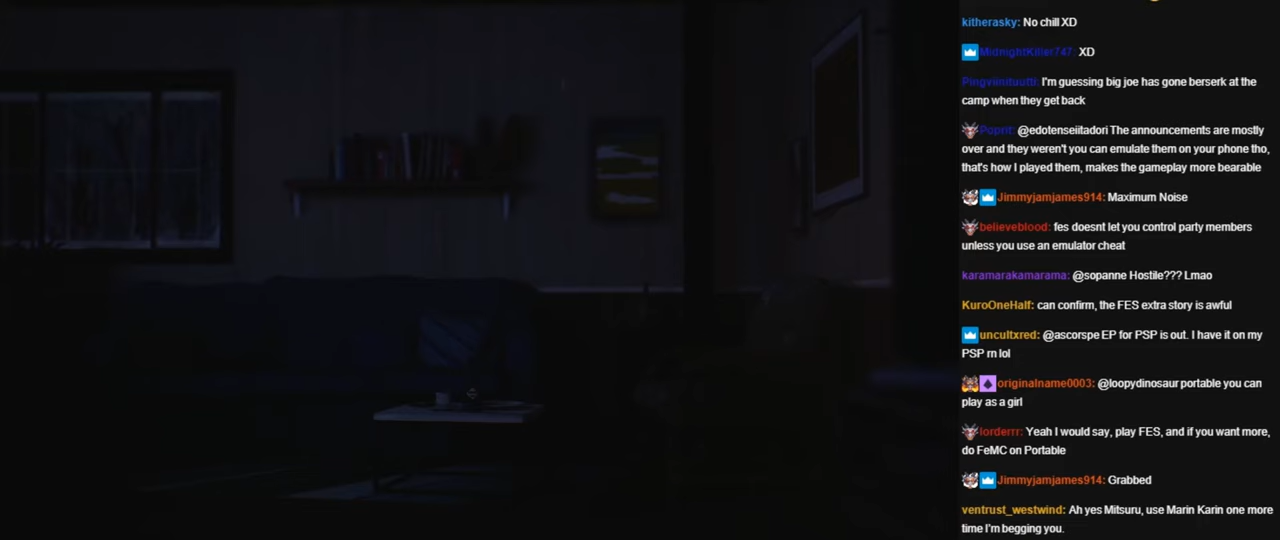 kitherasky: No chill XD
MidnightKiller747: XD
Pingviinituutti: I'm guessing big joe has gone berserk at the
camp when they get back
Poprit: @edotenseiitadori The announcements are mostly
over and they weren't you can emulate them on your phone tho,
that's how I played them, makes the gameplay more bearable
Jimmyjamjames914: Maximum Noise
believeblood: fes doesnt let you control party members
unless you use an emulator cheat
karamarakamarama: @sopanne Hostile??? Lmao
KuroOneHalf: can confirm, the FES extra story is awful
uncultxred: @ascorspe EP for PSP is out. I have it on my
PSP rn lol
originalname0003: @loopydinosaur portable you can
play as a girl
lorderrr: Yeah I would say, play FES, and if you want more,
do FeMC on Portable
Jimmyjamjames914: Grabbed
ventrust_westwind: Ah yes Mitsuru, use Marin Karin one more
time I'm begging you.